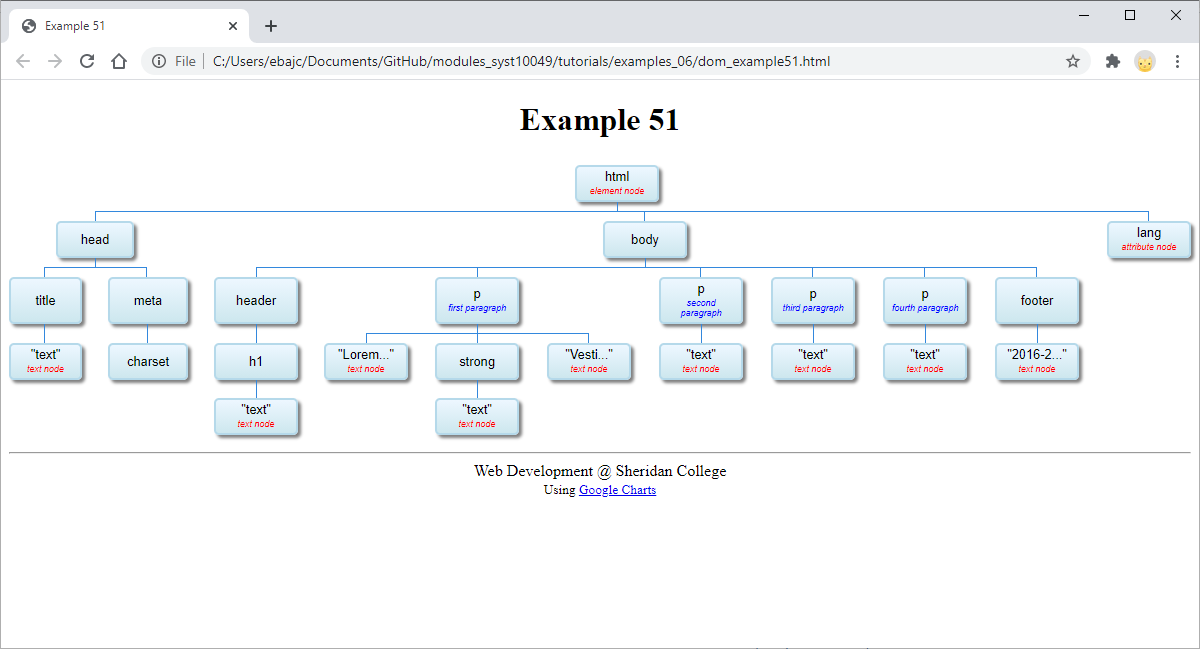 Example 51
File
C:/Users/ebajc/Documents/GitHub/modules_syst10049/tutorials/examples_06/dom_example51.html
Example 51
html
element node
head
body
lang
attribute node
title
meta
header
p
first paragraph
p
second
paragraph
p
third paragraph
p
fourth paragraph
footer
"text"
text node
charset
h1
"Lorem..."
text node
strong
"Vesti..."
text node
"text"
text node
"text"
text node
"text"
text node
"2016-2..."
text node
"text"
text node
"text"
text node
Web Development @ Sheridan College
Using Google Charts